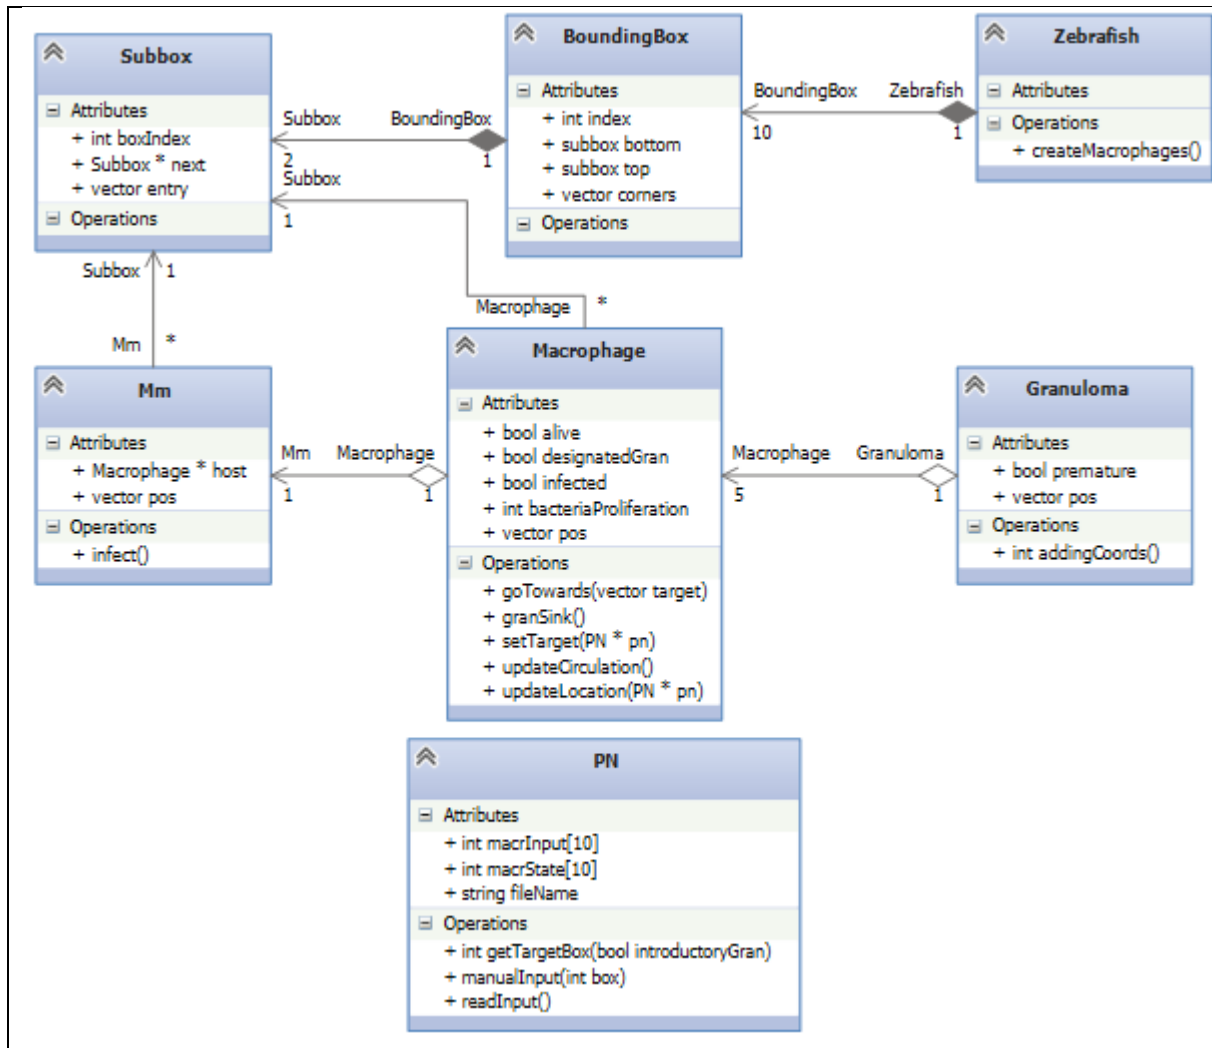 Subbox
Attributes
+ int boxIndex
+ Subbox * next
+ vector entry
Operations
BoundingBox
Attributes
+ int index
+ subbox bottom
+ subbox top
+ vector corners
Operations
Zebrafish
Attributes
Operations
+ createMacrophages()
Subbox BoundingBox
2 1
BoundingBox Zebrafish
10 1
Subbox
1
Macrophage *
Subbox 1
Mm *
Mm
Attributes
+ Macrophage * host
+ vector pos
Operations
+ infect()
Mm Macrophage
1 1
Macrophage
Attributes
+ bool alive
+ bool designatedGran
+ bool infected
+ int bacteriaProliferation
+ vector pos
Operations
+ goTowards(vector target)
+ granSink()
+ setTarget(PN * pn)
+ updateCirculation()
+ updateLocation(PN * pn)
Macrophage Granuloma
5 1
Granuloma
Attributes
+ bool premature
+ vector pos
Operations
+ int addingCoords()
PN
Attributes
+ int macrInput[10]
+ int macrState[10]
+ string fileName
Operations
+ int getTargetBox(bool introductoryGran)
+ manualInput(int box)
+ readInput()